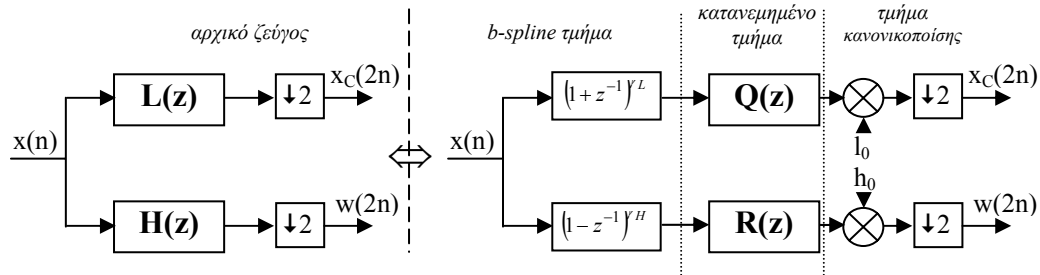 αρχικό ζεύγος
b-spline τμήμα
κατανεμημένο
τμήμα
τμήμα
κανονικοποίσης
L(z)
↓2
x_C(2n)
x(n)
H(z)
↓2
w(2n)
x(n)
(1+z^{-1})^{γL}
Q(z)
↓2
x_C(2n)
l_0
h_0
(1-z^{-1})^{γH}
R(z)
↓2
w(2n)